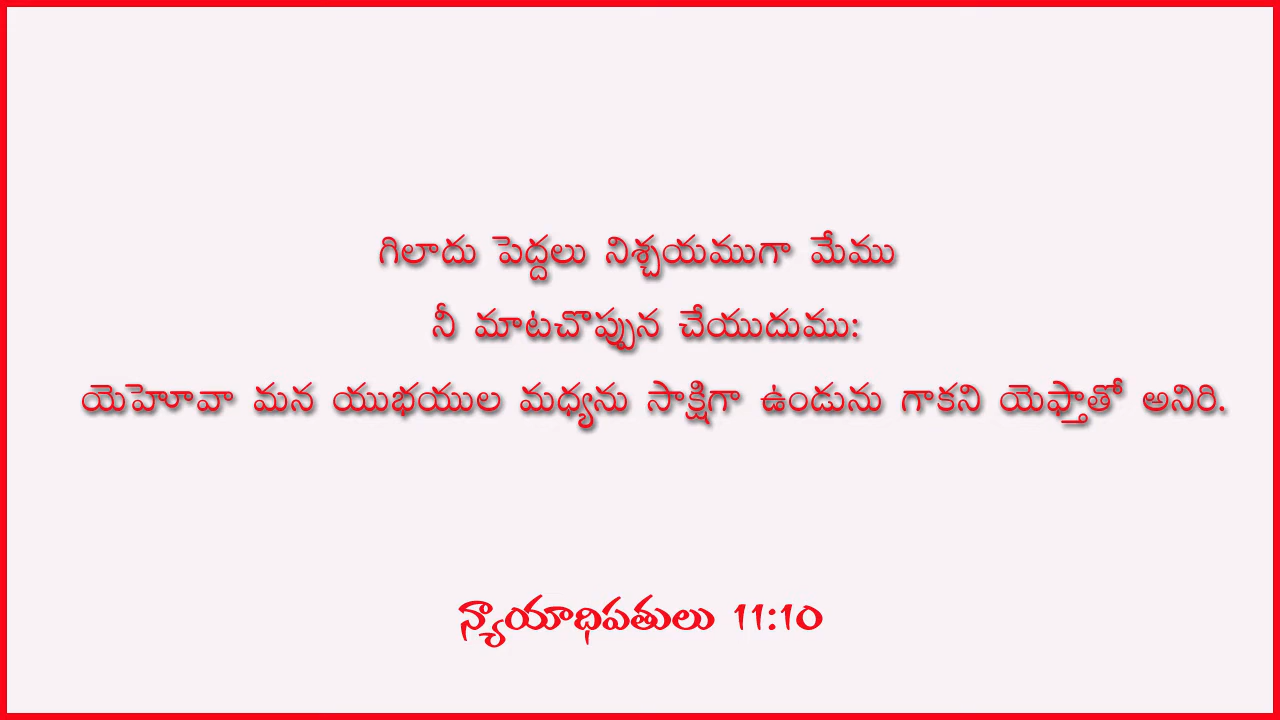 గిలాదు పెద్దలు నిశ్చయముగా మేము
నీ మాటచొప్పున చేయుదుము:
యెహోవా మన యుభయుల మధ్యను సాక్షిగా ఉండును గాకని యెఫ్తాతో అనిరి.
న్యాయాధిపతులు 11:10